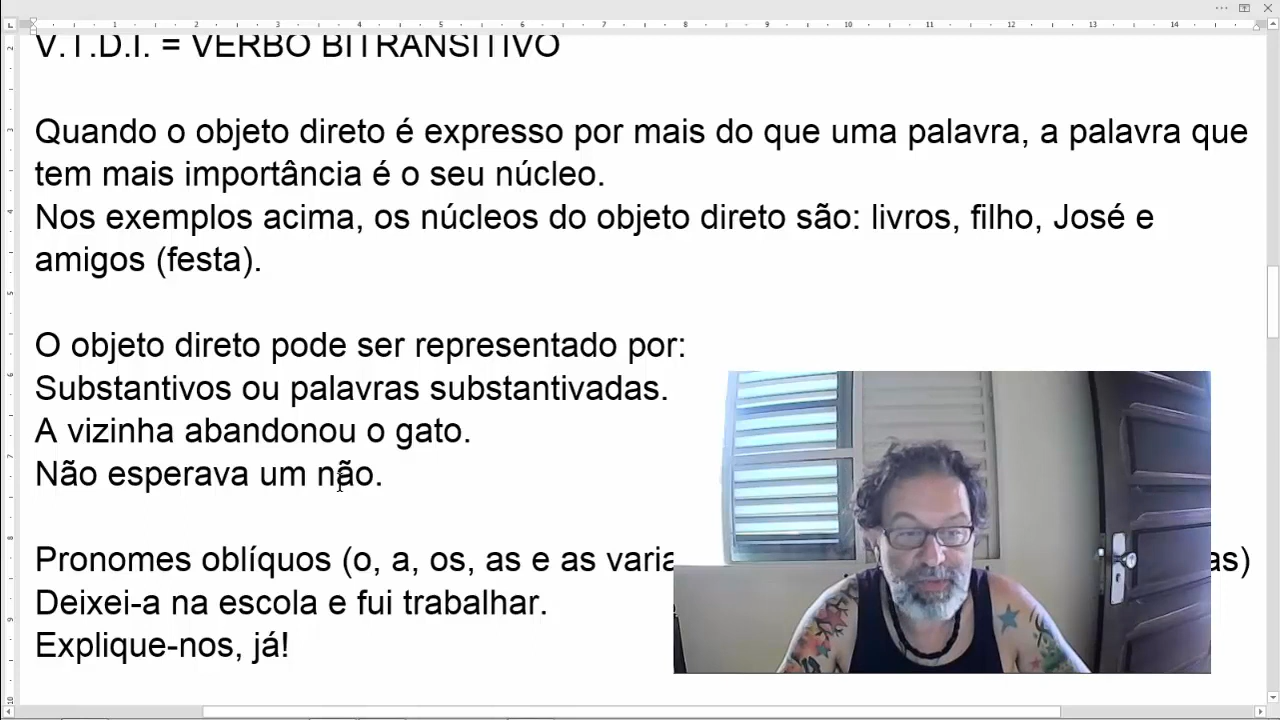 V.T.D.I. = VERBO BITRANSITIVO
Quando o objeto direto é expresso por mais do que uma palavra, a palavra que
tem mais importância é o seu núcleo.
Nos exemplos acima, os núcleos do objeto direto são: livros, filho, José e
amigos (festa).
O objeto direto pode ser representado por:
Substantivos ou palavras substantivadas.
A vizinha abandonou o gato.
Não esperava um não.
Pronomes oblíquos (o, a, os, as e as varia as)
Deixei-a na escola e fui trabalhar.
Explique-nos, já!